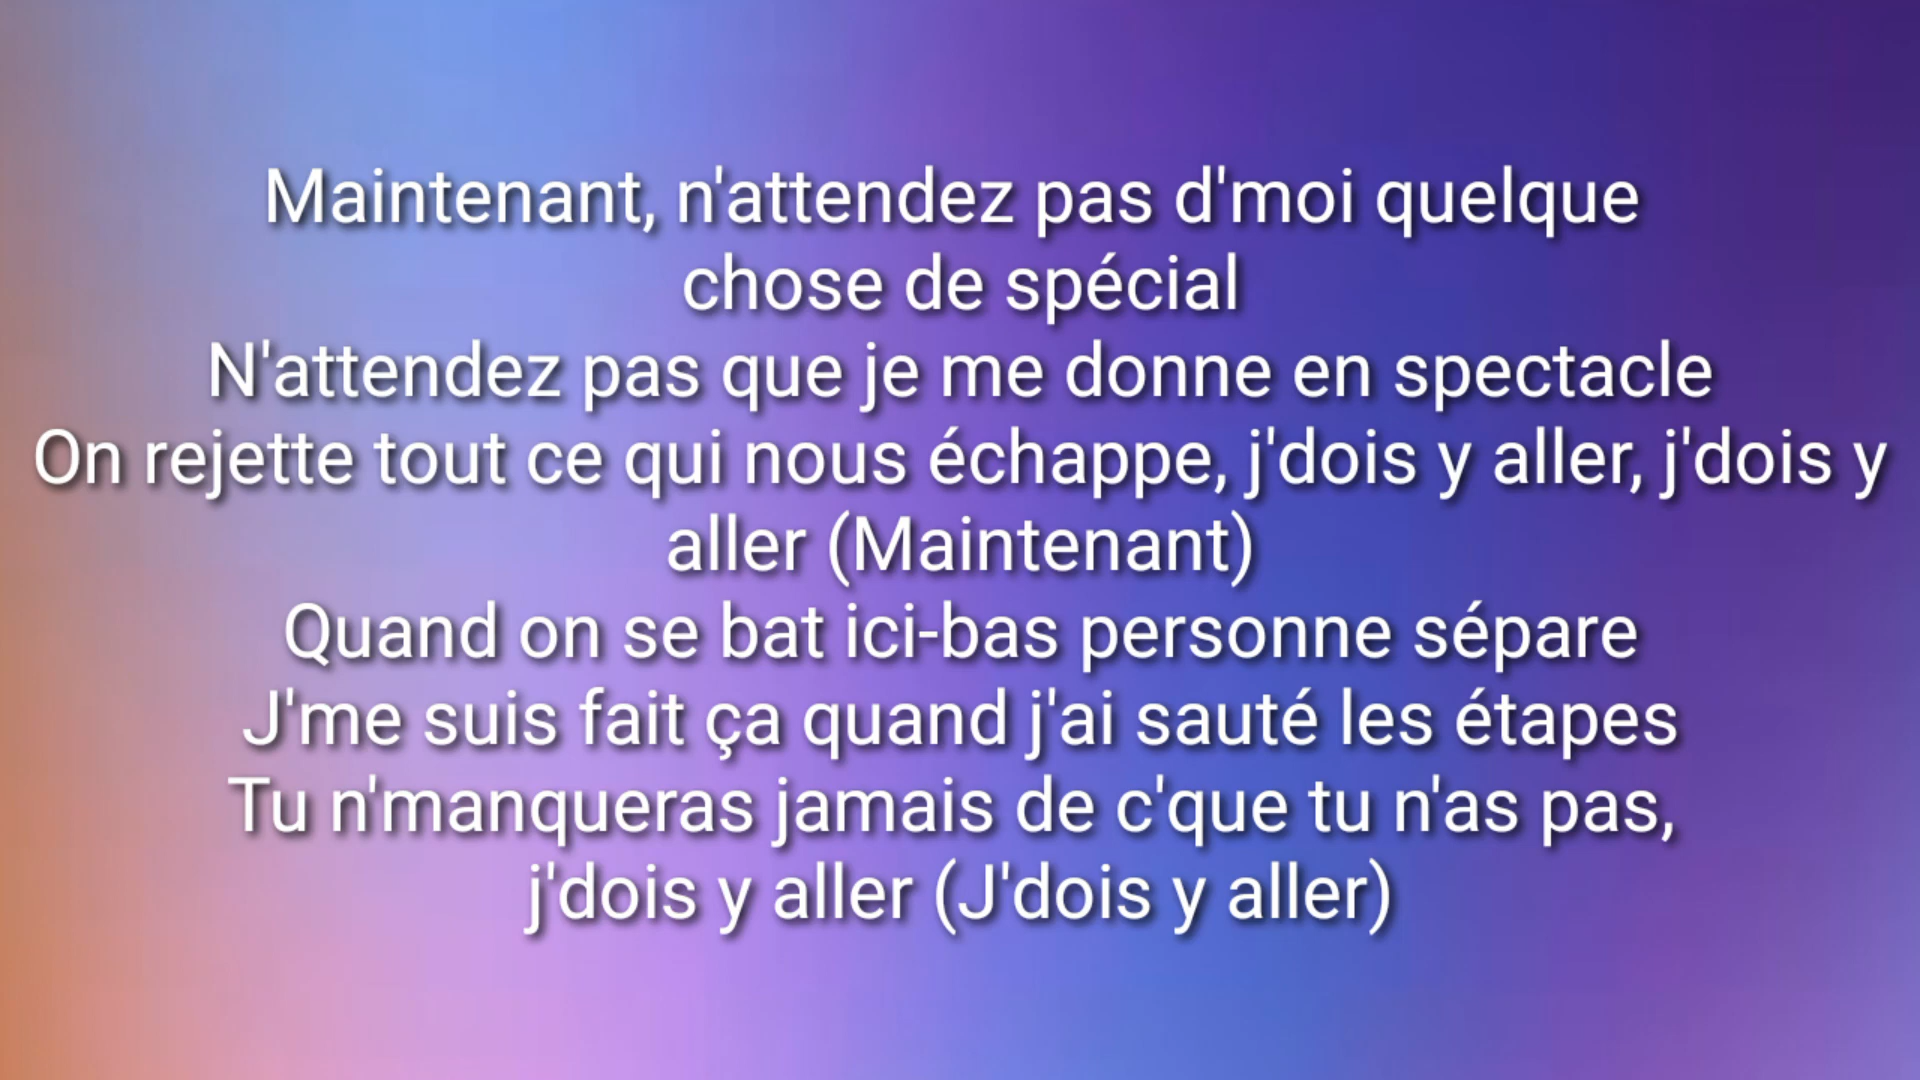 Maintenant, n'attendez pas d'moi quelque
chose de spécial
N'attendez pas que je me donne en spectacle
On rejette tout ce qui nous échappe, j'dois y aller, j'dois y
aller (Maintenant)
Quand on se bat ici-bas personne sépare
J'me suis fait ça quand j'ai sauté les étapes
Tu n'manqueras jamais de c'que tu n'as pas,
j'dois y aller (J'dois y aller)